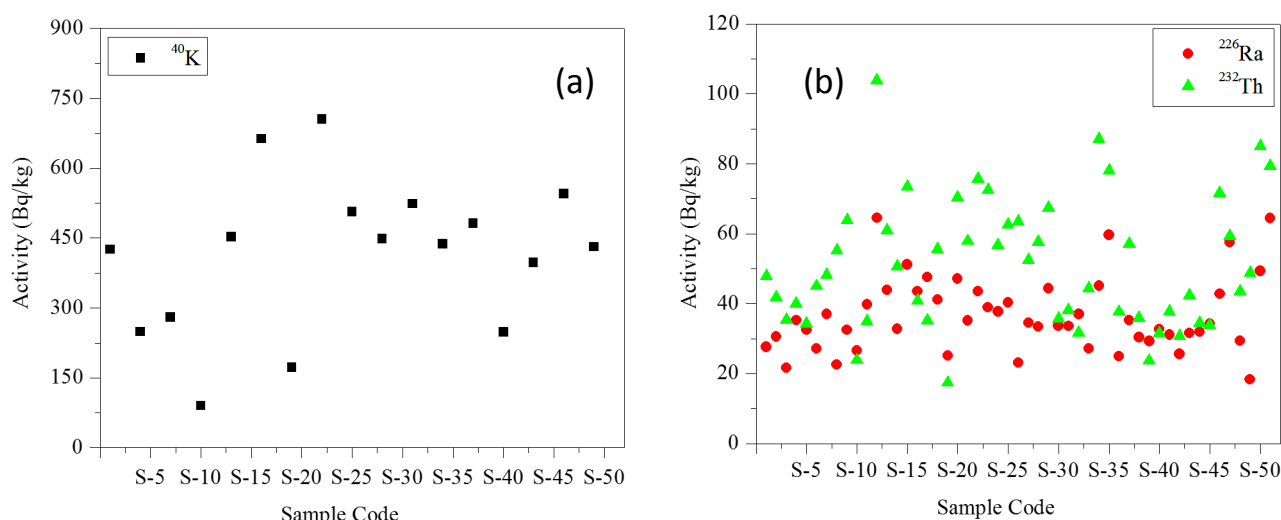 900
750
600
450
300
150
0
Activity (Bq/kg)
⁴⁰K
(a)
S-5 S-10 S-15 S-20 S-25 S-30 S-35 S-40 S-45 S-50
Sample Code
120
100
80
60
40
20
0
Activity (Bq/kg)
(b)
²²⁶Ra
²³²Th
S-5 S-10 S-15 S-20 S-25 S-30 S-35 S-40 S-45 S-50
Sample Code